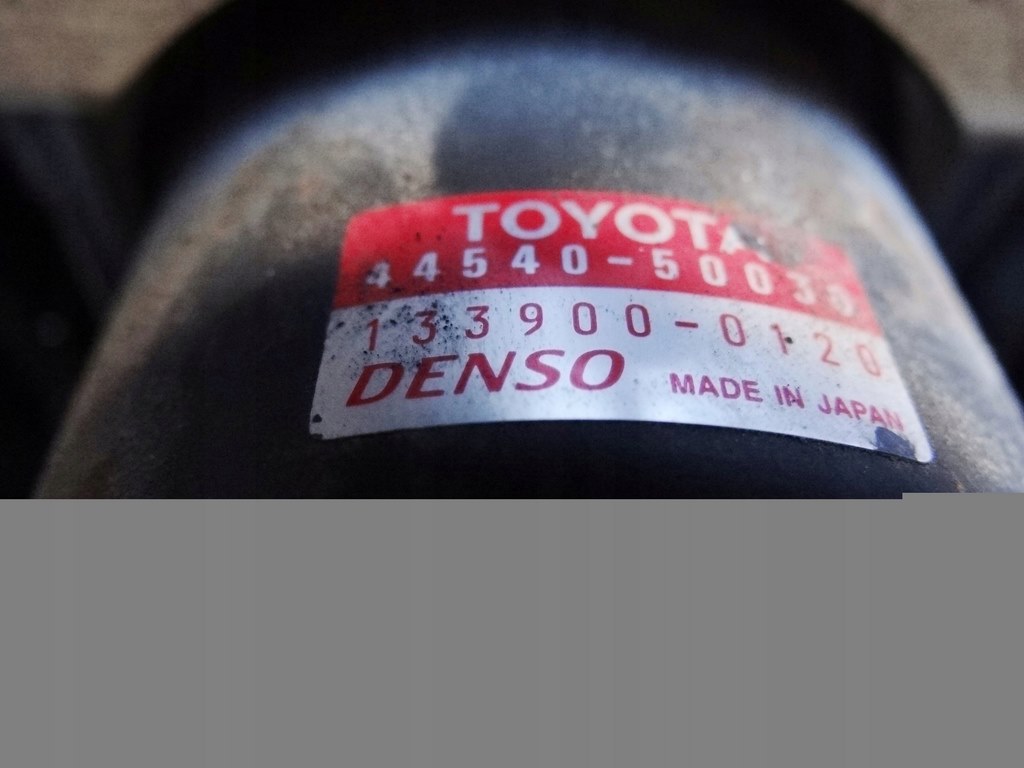 TOYOTA
44540-50030
133900-0120
DENSO MADE IN JAPAN